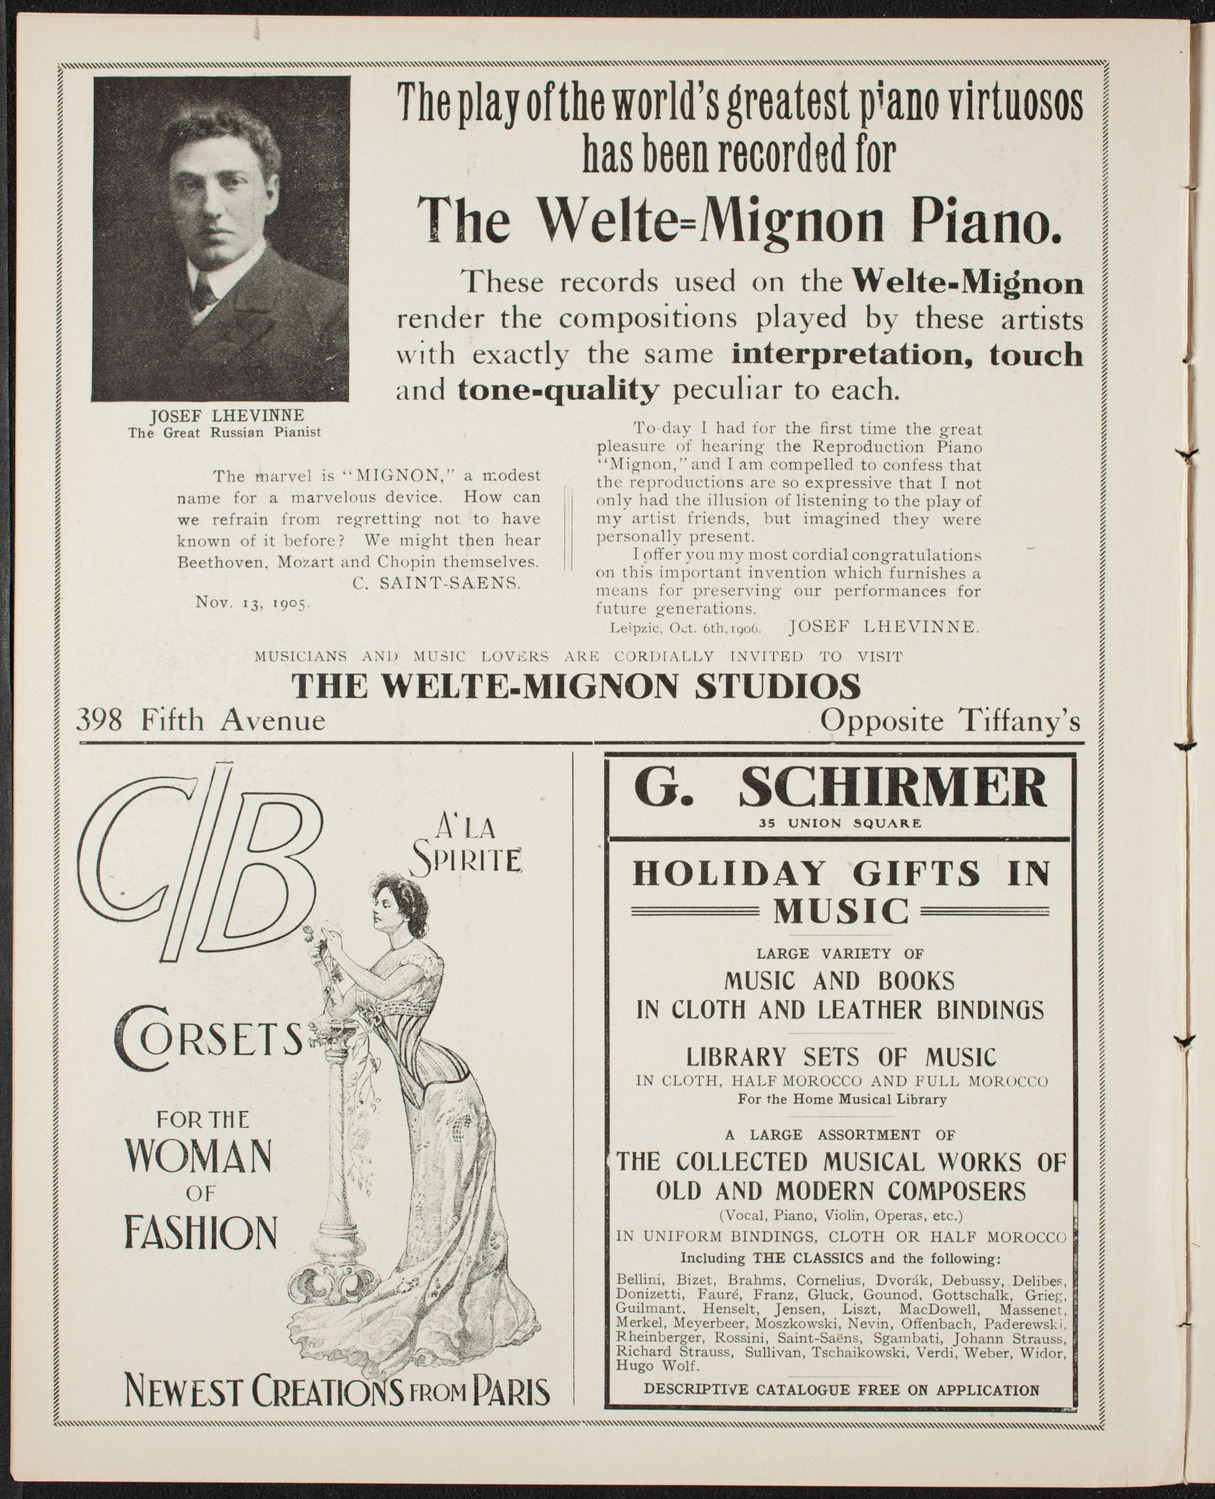 The play of the world's greatest piano virtuosos
has been recorded for
The Welte=Mignon Piano.
These records used on the Welte-Mignon
render the compositions played by these artists
with exactly the same interpretation, touch
and tone-quality peculiar to each.
JOSEF LHEVINNE
The Great Russian Pianist
The marvel is "MIGNON," a modest
name for a marvelous device. How can
we refrain from regretting not to have
known of it before? We might then hear
Beethoven, Mozart and Chopin themselves.
C. SAINT-SAENS.
Nov. 13, 1905.
To-day I had for the first time the great
pleasure of hearing the Reproduction Piano
"Mignon," and I am compelled to confess that
the reproductions are so expressive that I not
only had the illusion of listening to the play of
my artist friends, but imagined they were
personally present.
I offer you my most cordial congratulations
on this important invention which furnishes a
means for preserving our performances for
future generations.
Leipzic, Oct. 6th, 1906. JOSEF LHEVINNE.
MUSICIANS AND MUSIC LOVERS ARE CORDIALLY INVITED TO VISIT
THE WELTE-MIGNON STUDIOS
398 Fifth Avenue Opposite Tiffany's
C/B
A' LA
SPIRITE
CORSETS
FOR THE
WOMAN
OF
FASHION
NEWEST CREATIONS FROM PARIS
G. SCHIRMER
35 UNION SQUARE
HOLIDAY GIFTS IN
MUSIC
LARGE VARIETY OF
MUSIC AND BOOKS
IN CLOTH AND LEATHER BINDINGS
LIBRARY SETS OF MUSIC
IN CLOTH, HALF MOROCCO AND FULL MOROCCO
For the Home Musical Library
A LARGE ASSORTMENT OF
THE COLLECTED MUSICAL WORKS OF
OLD AND MODERN COMPOSERS
(Vocal, Piano, Violin, Operas, etc.)
IN UNIFORM BINDINGS, CLOTH OR HALF MOROCCO
Including THE CLASSICS and the following:
Bellini, Bizet, Brahms. Cornelius, Dvorák, Debussy, Delibes,
Donizetti, Fauré, Franz, Gluck, Gounod, Gottschalk, Grieg,
Guilmant, Henselt, Jensen, Liszt, MacDowell, Massenet,
Merkel, Meyerbeer, Moszkowski, Nevin, Offenbach, Paderewski,
Rheinberger, Rossini, Saint-Saëns, Sgambati, Johann Strauss,
Richard Strauss, Sullivan, Tschaikowski, Verdi, Weber, Widor,
Hugo Wolf.
DESCRIPTIVE CATALOGUE FREE ON APPLICATION